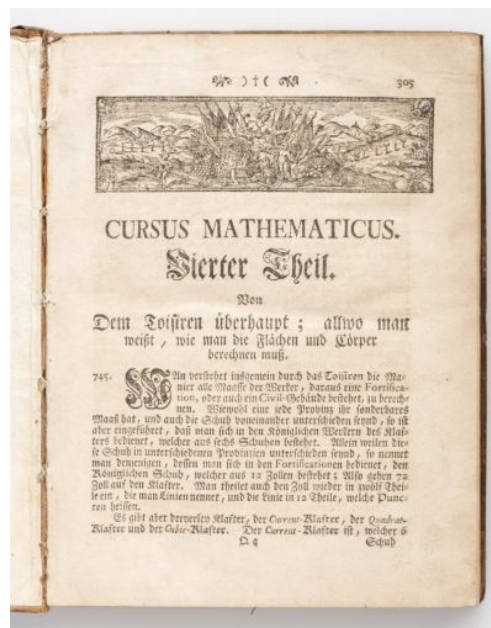 ) † ( 305
CURSUS MATHEMATICUS.
Vierter Theil.
Von
Dem Toisiren überhaupt ; allwo man
weißt , wie man die Flächen und Cörper
berechnen muß.
745. MAn verstehet insgemein durch das Toisiren die Ma-
nier alle Maasse der Wercker , daraus eine Fortifica-
tion, oder auch ein Civil-Gebäude bestehet, zu berech-
nen. Wiewohl eine jede Provinz ihr sonderbares
Maaß hat , und auch die Schuh voneinander unterschieden seynd , so ist
aber eingeführet , daß man sich in den Königlichen Werckern des Klaf-
ters bedienet , welcher aus sechs Schuhen bestehet. Allein weilen die-
se Schuh in unterschiedenen Provinzien unterschieden seynd , so nennet
man denjenigen , dessen man sich in den Fortificationen bedienet , den
Königlichen Schuh , welcher aus 12 Zollen bestehet ; Also gehen 72
Zoll auf den Klafter. Man theilet auch den Zoll wieder in zwölf Thei-
le ein , die man Linien nennet , und die Linie in 12 Theile , welche Punc-
ten heissen.
Es gibt aber dreyerley Klafter , der Current-Klafter , der Quadrat-
Klafter und der Cubic-Klafter. Der Current-Klafter ist , welcher 6
Q q Schuh